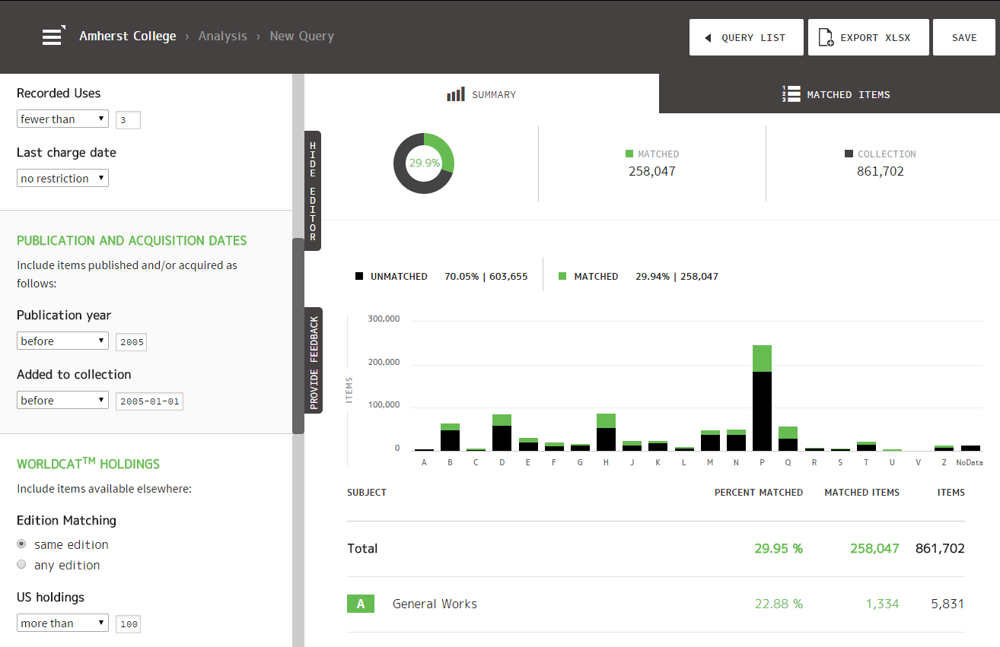 Amherst College › Analysis › New Query
QUERY LIST
EXPORT XLSX
SAVE
Recorded Uses
fewer than 3
Last charge date
no restriction
PUBLICATION AND ACQUISITION DATES
Include items published and/or acquired as
follows:
Publication year
before 2005
Added to collection
before 2005-01-01
WORLDCAT™ HOLDINGS
Include items available elsewhere:
Edition Matching
same edition
any edition
US holdings
more than 100
HIDE EDITOR
PROVIDE FEEDBACK
SUMMARY
1
2
3
MATCHED ITEMS
29.9%
MATCHED
258,047
COLLECTION
861,702
UNMATCHED 70.05% | 603,655
MATCHED 29.94% | 258,047
ITEMS
300,000
200,000
100,000
0
A B C D E F G H J K L M N P Q R S T U V Z NoData
SUBJECT PERCENT MATCHED MATCHED ITEMS ITEMS
Total 29.95 % 258,047 861,702
A General Works 22.88 % 1,334 5,831